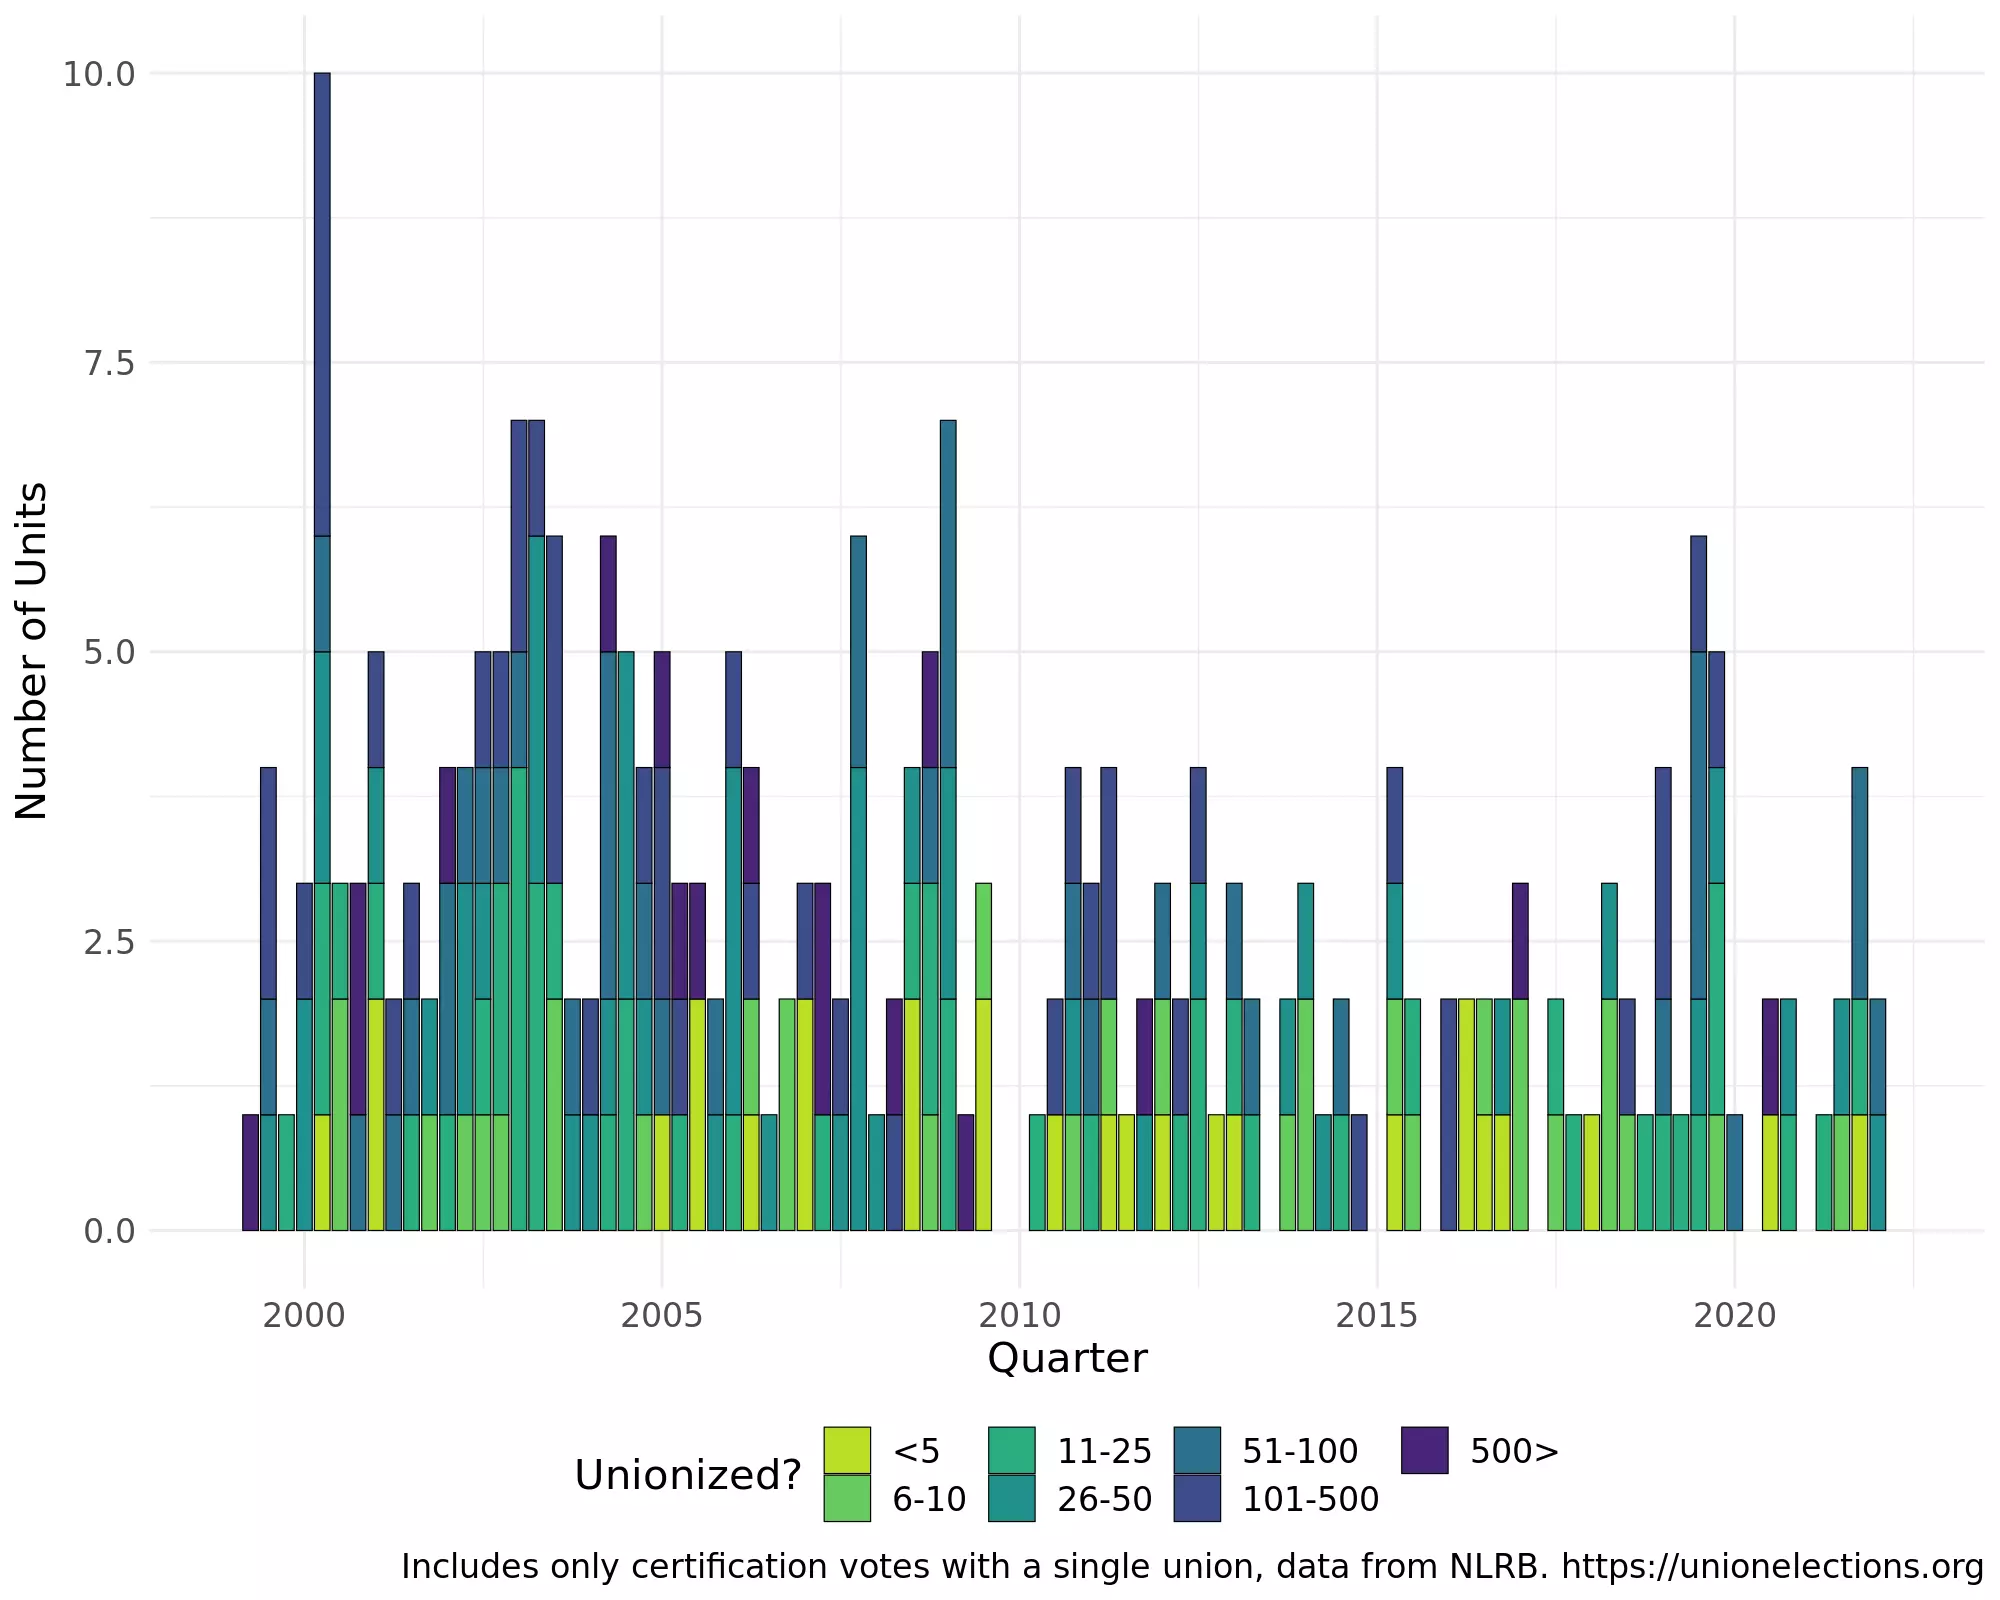 10.0
7.5
5.0
2.5
0.0
Number of Units
2000 2005 2010 2015 2020
Quarter
Unionized?
<5 11-25 51-100 500>
6-10 26-50 101-500
Includes only certification votes with a single union, data from NLRB. https://unionelections.org